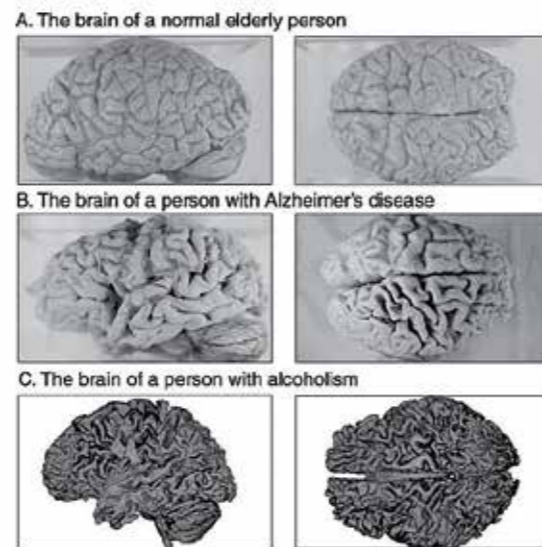 A. The brain of a normal elderly person
B. The brain of a person with Alzheimer's disease
C. The brain of a person with alcoholism